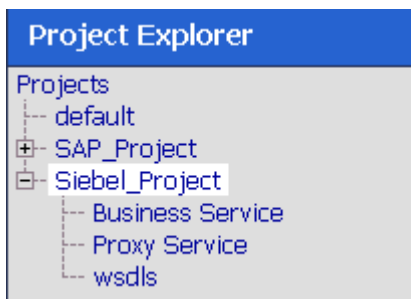 Project Explorer
Projects
default
SAP_Project
Siebel_Project
Business Service
Proxy Service
wsdls